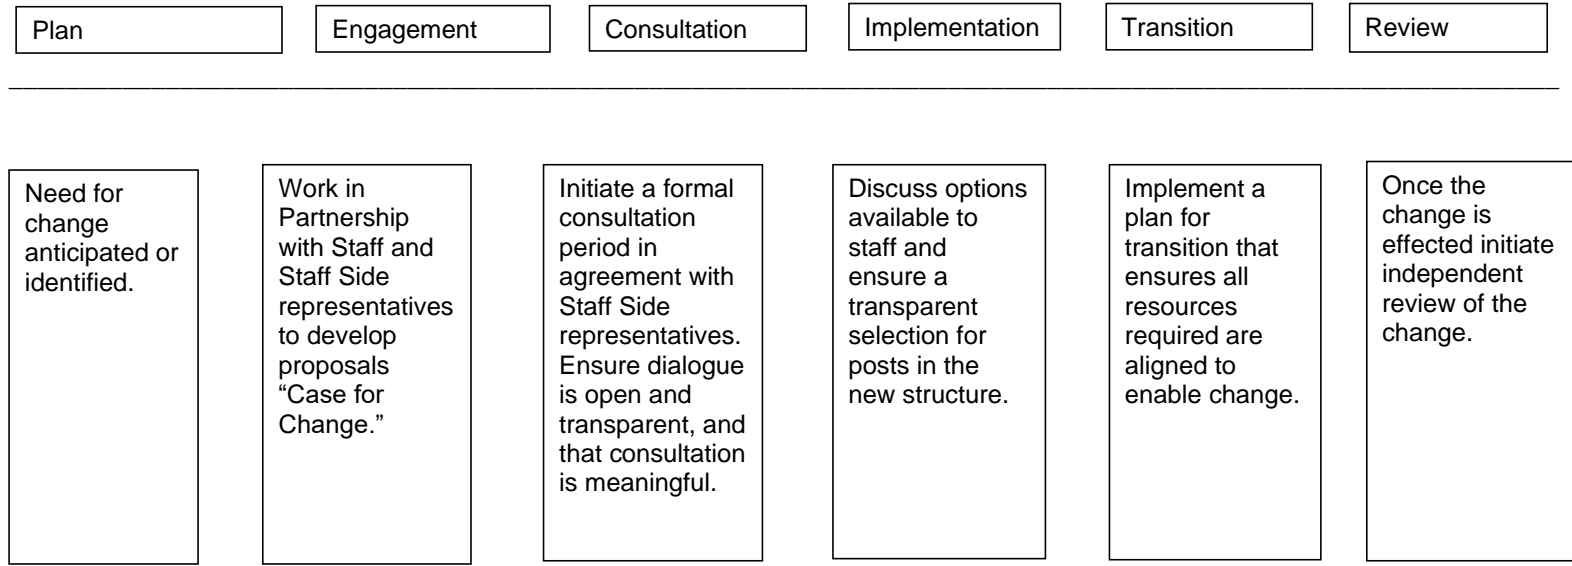 Plan
Engagement
Consultation
Implementation
Transition
Review
Need for
change
anticipated or
identified.
Work in
Partnership
with Staff and
Staff Side
representatives
to develop
proposals
“Case for
Change.”
Initiate a formal
consultation
period in
agreement with
Staff Side
representatives.
Ensure dialogue
is open and
transparent, and
that consultation
is meaningful.
Discuss options
available to
staff and
ensure a
transparent
selection for
posts in the
new structure.
Implement a
plan for
transition that
ensures all
resources
required are
aligned to
enable change.
Once the
change is
effected initiate
independent
review of the
change.